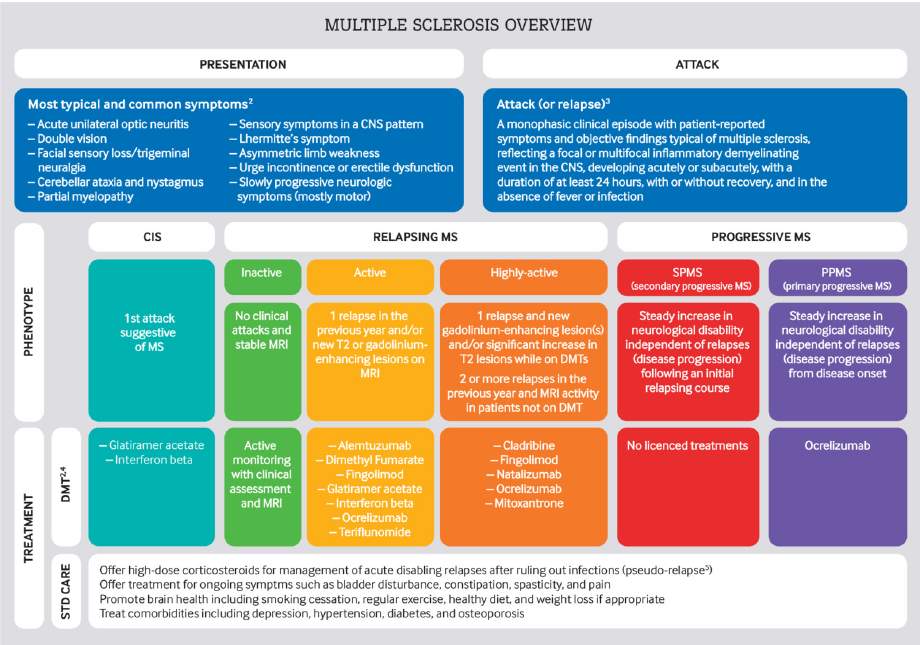 MULTIPLE SCLEROSIS OVERVIEW
PRESENTATION
Most typical and common symptoms2
– Acute unilateral optic neuritis
– Double vision
– Facial sensory loss/trigeminal
neuralgia
– Cerebellar ataxia and nystagmus
– Partial myelopathy
– Sensory symptoms in a CNS pattern
– Lhermitte's symptom
– Asymmetric limb weakness
– Urge incontinence or erectile dysfunction
– Slowly progressive neurologic
symptoms (mostly motor)
ATTACK
Attack (or relapse)3
A monophasic clinical episode with patient-reported
symptoms and objective findings typical of multiple sclerosis,
reflecting a focal or multifocal inflammatory demyelinating
event in the CNS, developing acutely or subacutely, with a
duration of at least 24 hours, with or without recovery, and in the
absence of fever or infection
PHENOTYPE
CIS
1st attack
suggestive
of MS
RELAPSING MS
Inactive
No clinical
attacks and
stable MRI
Active
1 relapse in the
previous year and/or
new T2 or gadolinium-
enhancing lesions on
MRI
Highly-active
1 relapse and new
gadolinium-enhancing lesion(s)
and/or significant increase in
T2 lesions while on DMTs
2 or more relapses in the
previous year and MRI activity
in patients not on DMT
PROGRESSIVE MS
SPMS
(secondary progressive MS)
Steady increase in
neurological disability
independent of relapses
(disease progression)
following an initial
relapsing course
PPMS
(primary progressive MS)
Steady increase in
neurological disability
independent of relapses
(disease progression)
from disease onset
TREATMENT
DMT2,4
– Glatiramer acetate
– Interferon beta
Active
monitoring
with clinical
assessment
and MRI
– Alemtuzumab
– Dimethyl Fumarate
– Fingolimod
– Glatiramer acetate
– Interferon beta
– Ocrelizumab
– Teriflunomide
– Cladribine
– Fingolimod
– Natalizumab
– Ocrelizumab
– Mitoxantrone
No licenced treatments
Ocrelizumab
STD CARE
Offer high-dose corticosteroids for management of acute disabling relapses after ruling out infections (pseudo-relapse5)
Offer treatment for ongoing symptms such as bladder disturbance, constipation, spasticity, and pain
Promote brain health including smoking cessation, regular exercise, healthy diet, and weight loss if appropriate
Treat comorbidities including depression, hypertension, diabetes, and osteoporosis